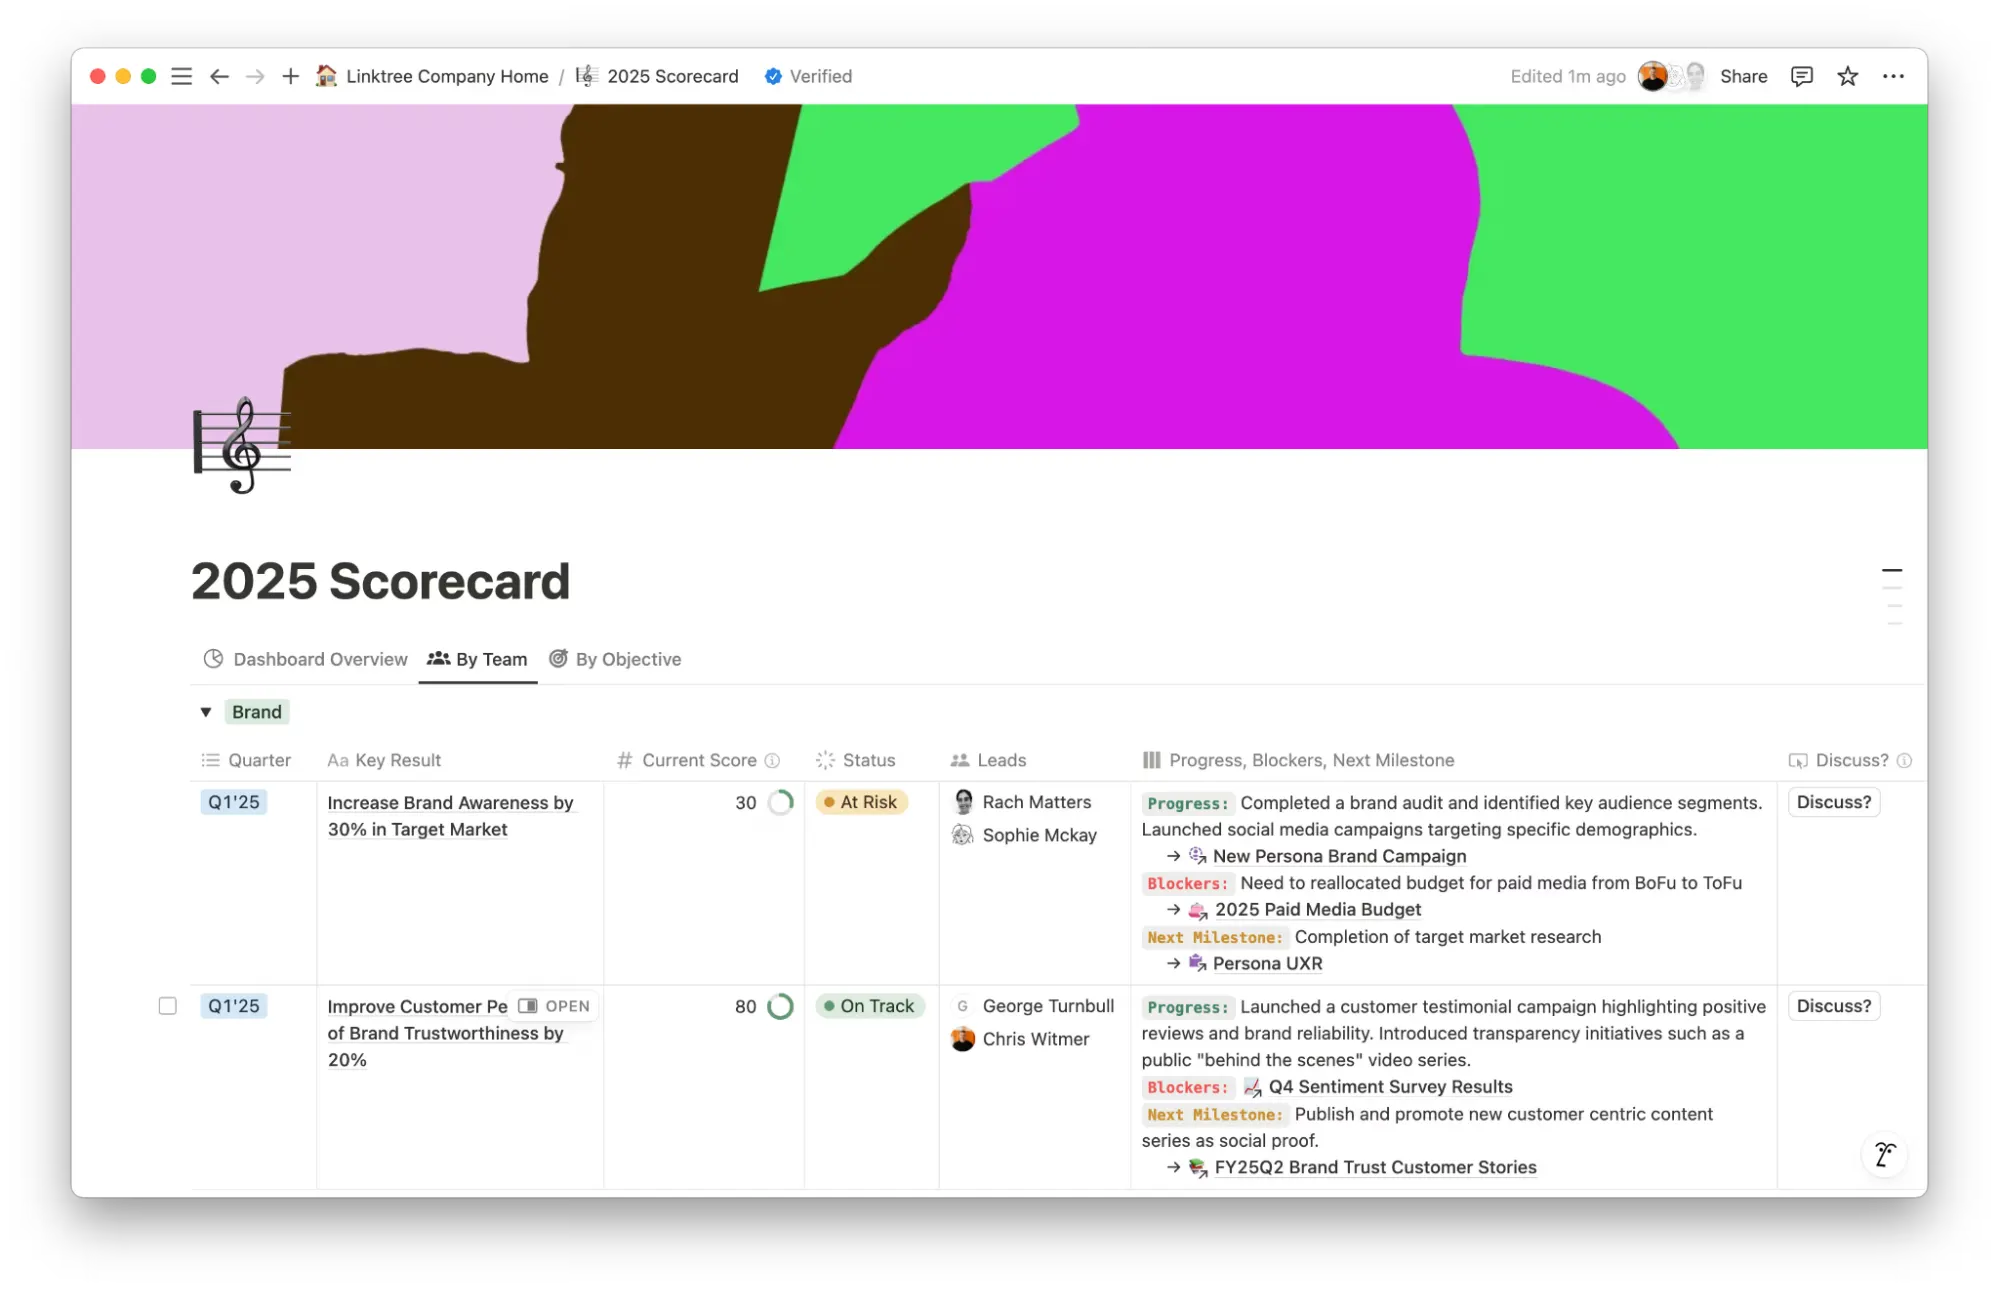 Linktree Company Home / 2025 Scorecard Verified Edited 1m ago Share
2025 Scorecard
Dashboard Overview By Team By Objective
Brand
Quarter Aa Key Result # Current Score Status Leads Progress, Blockers, Next Milestone Discuss?
Q1'25
Increase Brand Awareness by
30% in Target Market
30
At Risk
Rach Matters
Sophie Mckay
Progress: Completed a brand audit and identified key audience segments.
Launched social media campaigns targeting specific demographics.
→ New Persona Brand Campaign
Blockers: Need to reallocated budget for paid media from BoFu to ToFu
→ 2025 Paid Media Budget
Next Milestone: Completion of target market research
→ Persona UXR
Discuss?
Q1'25
Improve Customer Pe OPEN
of Brand Trustworthiness by
20%
80
On Track
G George Turnbull
Chris Witmer
Progress: Launched a customer testimonial campaign highlighting positive
reviews and brand reliability. Introduced transparency initiatives such as a
public "behind the scenes" video series.
Blockers: Q4 Sentiment Survey Results
Next Milestone: Publish and promote new customer centric content
series as social proof.
→ FY25Q2 Brand Trust Customer Stories
Discuss?